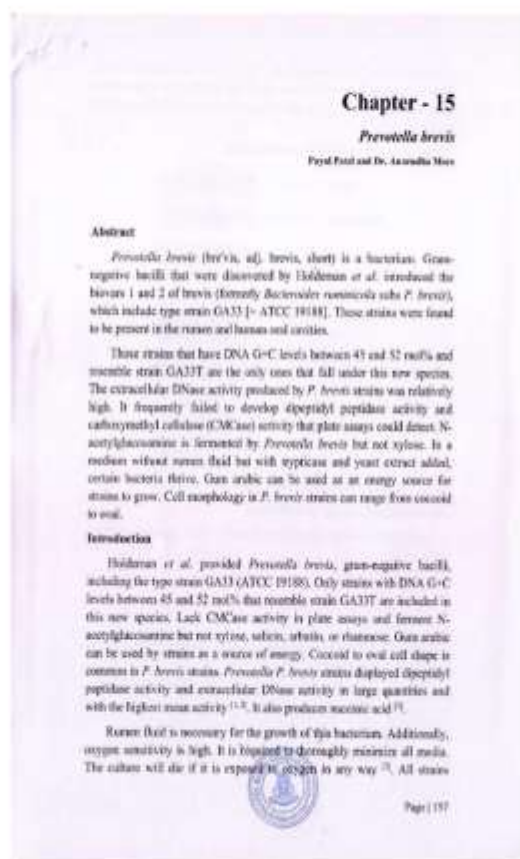 Chapter - 15
Prevotella brevis
Payal Patel and Dr. Anuradha More
Abstract
Prevotella brevis (bre'vis, adj. brevis, short) is a bacterium. Gram-
negative bacilli that were discovered by Holdeman et al. introduced the
biovars 1 and 2 of brevis (formerly Bacteroides ruminicola subs P. brevis),
which include type strain GA33 [= ATCC 19188]. These strains were found
to be present in the rumen and human oral cavities.
Those strains that have DNA G+C levels between 45 and 52 mol% and
resemble strain GA33T are the only ones that fall under this new species.
The extracellular DNase activity produced by P. brevis strains was relatively
high. It frequently failed to develop dipeptidyl peptidase activity and
carboxymethyl cellulose (CMCase) activity that plate assays could detect. N-
acetylglucosamine is fermented by Prevotella brevis but not xylose. In a
medium without rumen fluid but with trypticase and yeast extract added,
certain bacteria thrive. Gum arabic can be used as an energy source for
strains to grow. Cell morphology in P. brevis strains can range from coccoid
to oval.
Introduction
Holdeman et al. provided Prevotella brevis, gram-negative bacilli,
including the type strain GA33 (ATCC 19188). Only strains with DNA G+C
levels between 45 and 52 mol% that resemble strain GA33T are included in
this new species. Lack CMCase activity in plate assays and ferment N-
acetylglucosamine but not xylose, salicin, arbutin, or rhamnose. Gum arabic
can be used by strains as a source of energy. Coccoid to oval cell shape is
common in P. brevis strains. Prevotella P. brevis strains displayed dipeptidyl
peptidase activity and extracellular DNase activity in large quantities and
with the highest mean activity [1,2]. It also produces succinic acid
Rumen fluid is necessary for the growth of this bacterium. Additionally,
oxygen sensitivity is high. It is required to thoroughly minimize all media.
The culture will die if it is exposed to oxygen in any way All strains
Page | 157